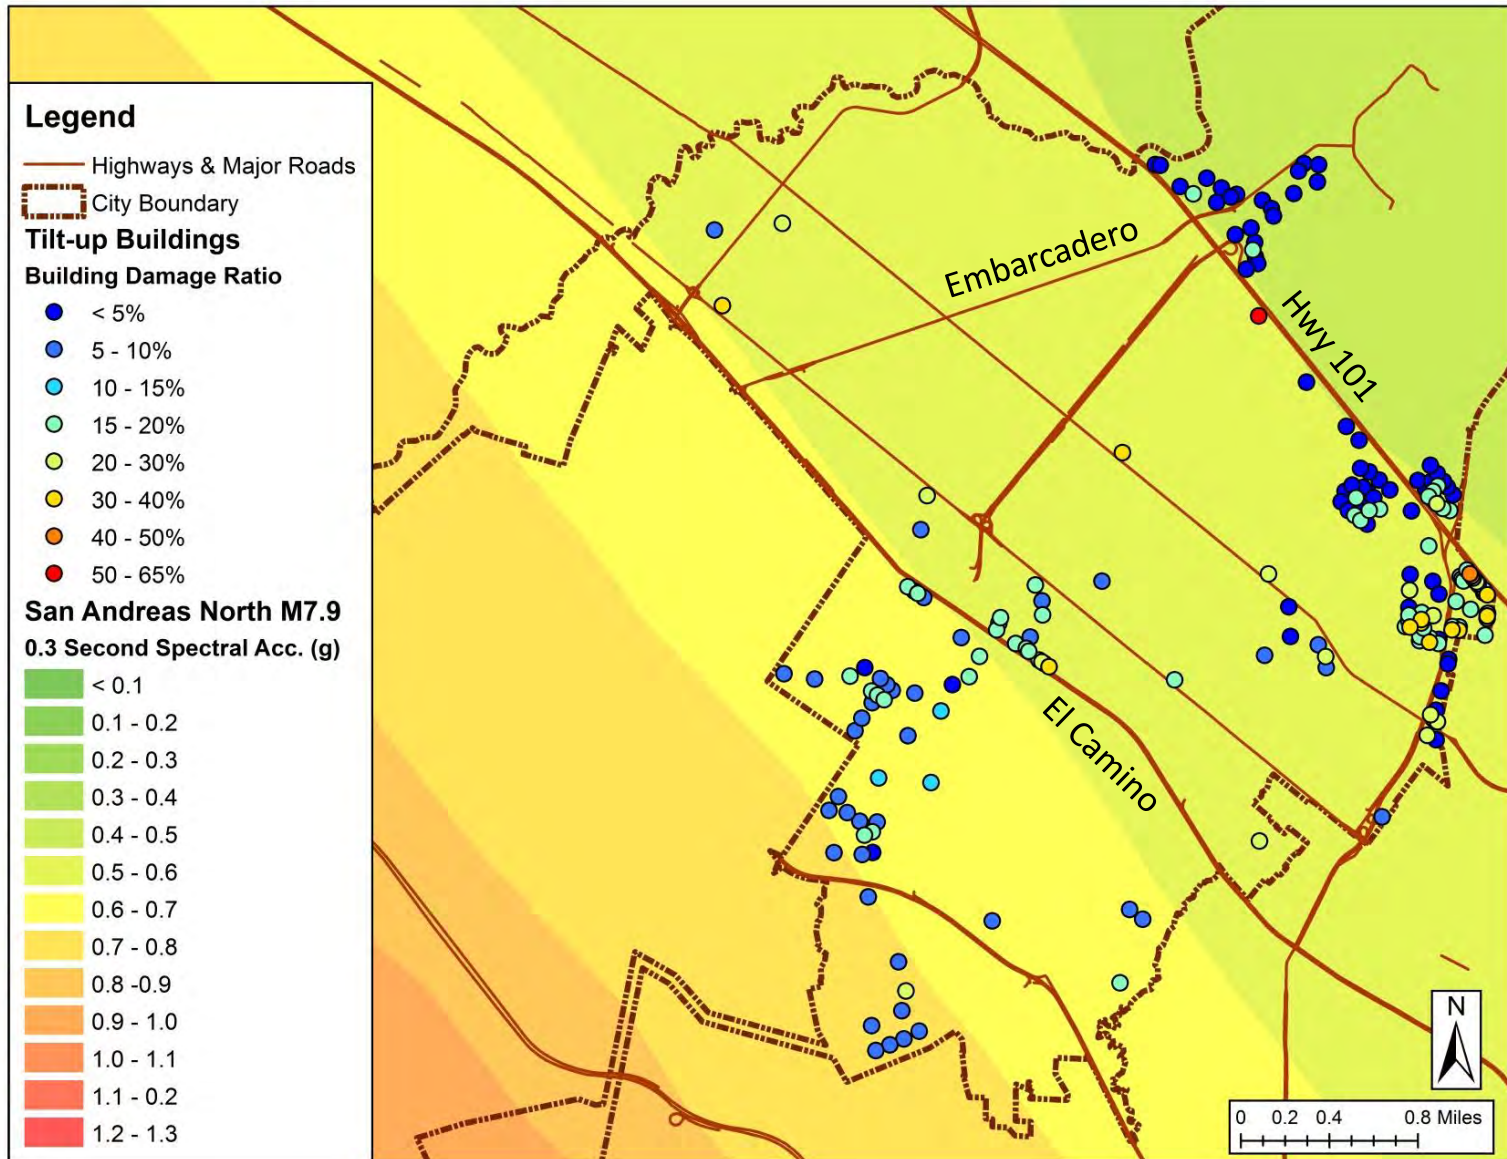 Legend
Highways & Major Roads
City Boundary
Tilt-up Buildings
Building Damage Ratio
< 5%
5 - 10%
10 - 15%
15 - 20%
20 - 30%
30 - 40%
40 - 50%
50 - 65%
San Andreas North M7.9
0.3 Second Spectral Acc. (g)
< 0.1
0.1 - 0.2
0.2 - 0.3
0.3 - 0.4
0.4 - 0.5
0.5 - 0.6
0.6 - 0.7
0.7 - 0.8
0.8 -0.9
0.9 - 1.0
1.0 - 1.1
1.1 - 0.2
1.2 - 1.3
Embarcadero
Hwy 101
El Camino
N
0 0.2 0.4 0.8 Miles